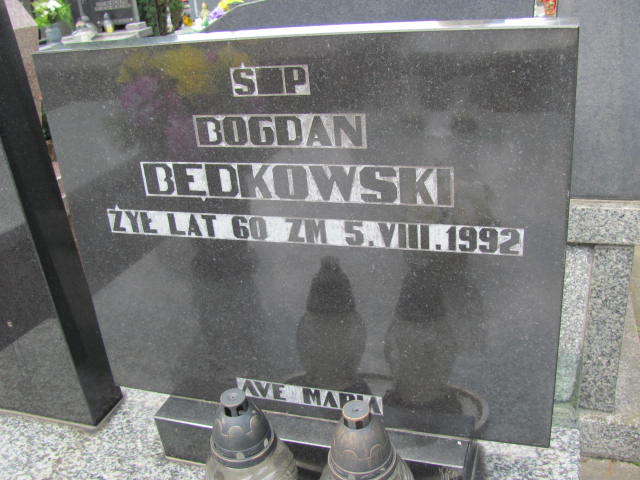 S P
BOGDAN
BĘDKOWSKI
ŻYŁ LAT 60 ZM 5.VIII.1992
AVE MARIA